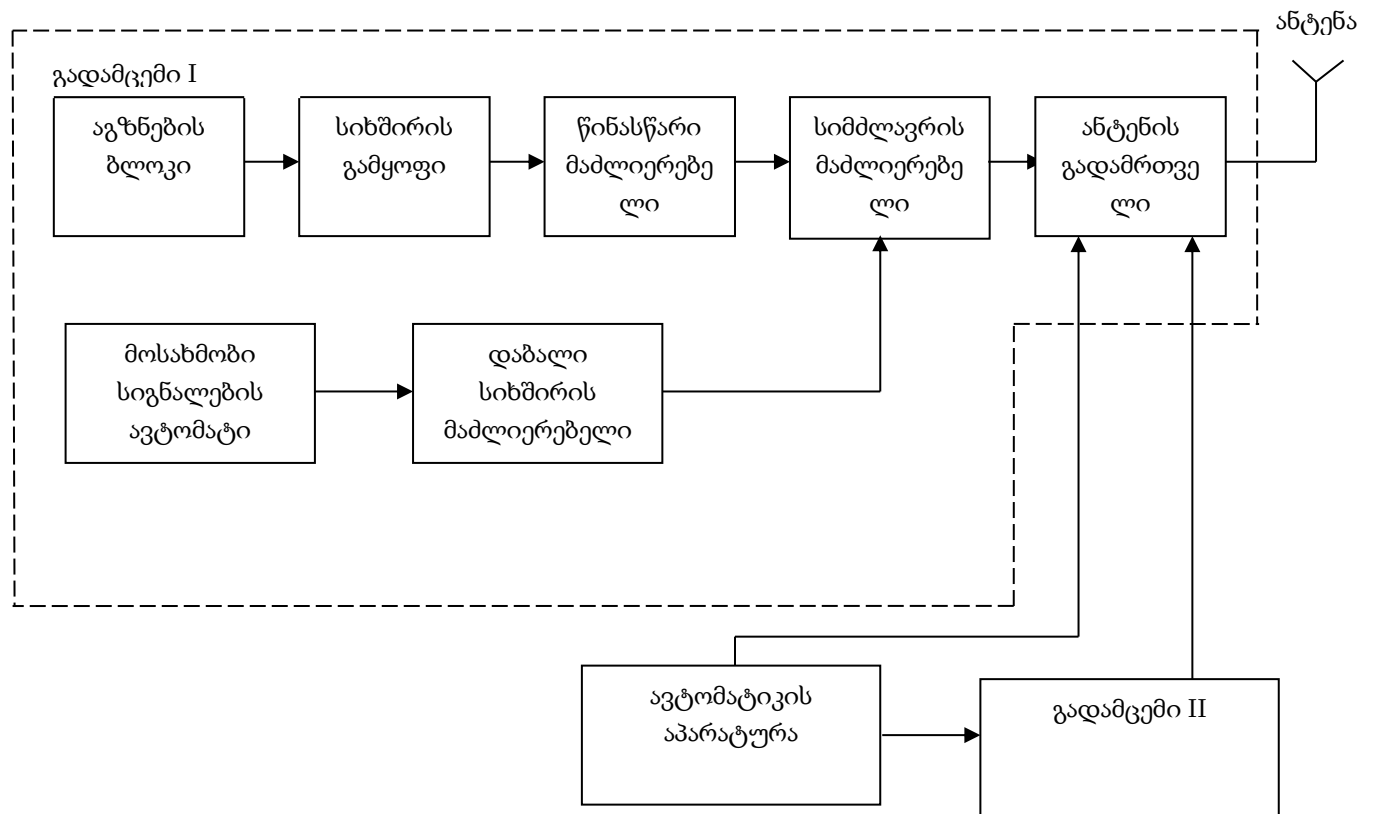 ანტენა
გადამცემი I
აგზნების
ბლოკი
სიხშირის
გამყოფი
წინასწარი
მაძლიერებე
ლი
სიმძლავრის
მაძლიერებე
ლი
ანტენის
გადამრთვე
ლი
მოსახმობი
სიგნალების
ავტომატი
დაბალი
სიხშირის
მაძლიერებელი
ავტომატიკის
აპარატურა
გადამცემი II